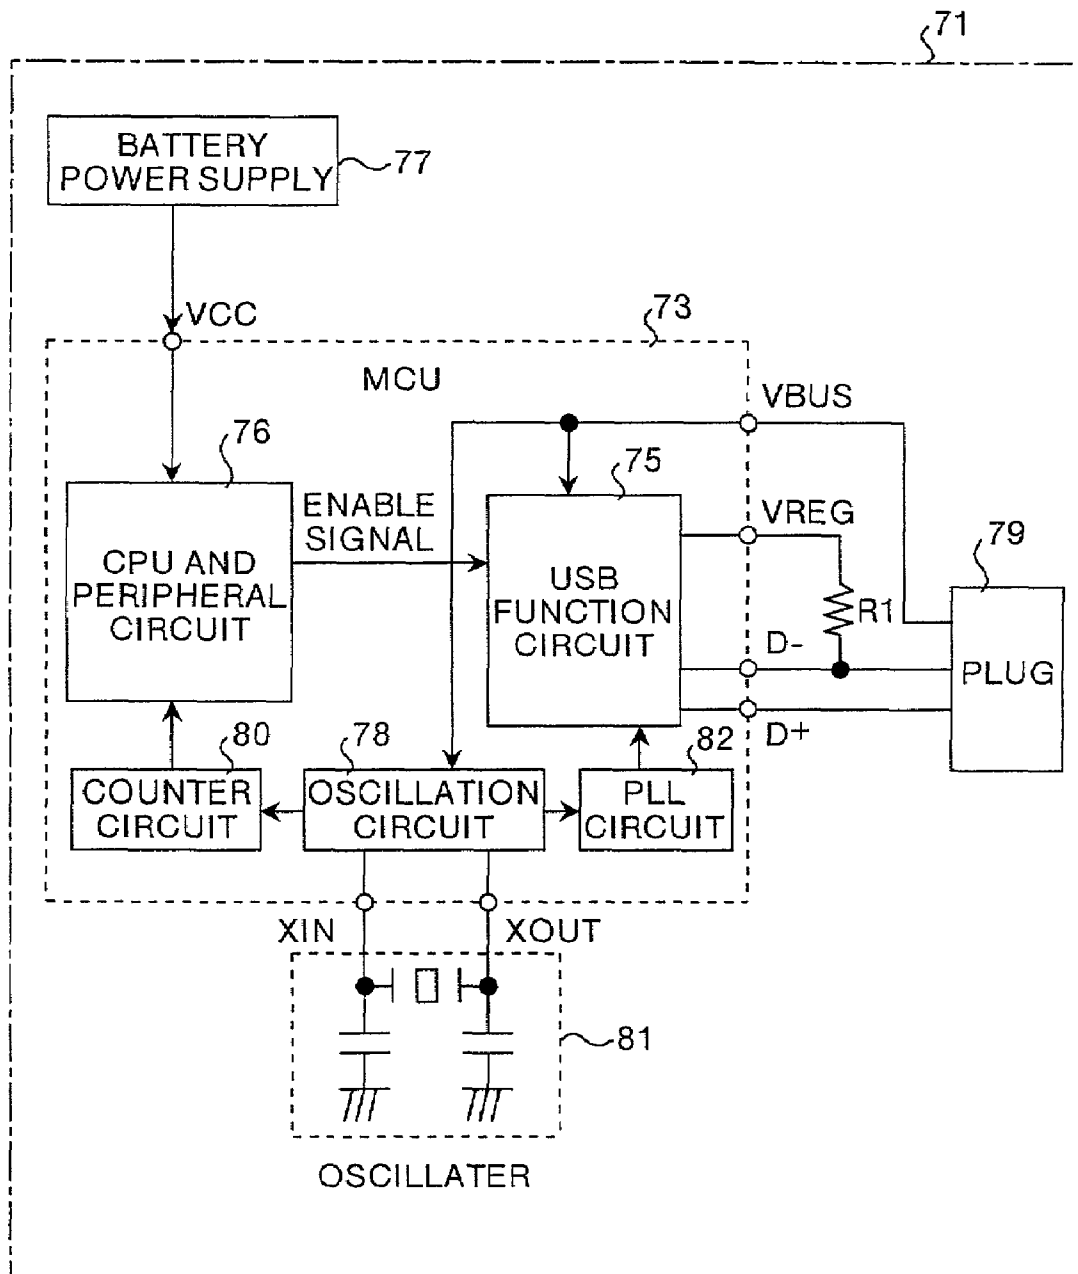 71
BATTERY
POWER SUPPLY
77
VCC
73
MCU
VBUS
76
75
ENABLE
SIGNAL
VREG
79
CPU AND
PERIPHERAL
CIRCUIT
USB
FUNCTION
CIRCUIT
R1
D-
PLUG
D+
80
78
82
COUNTER
CIRCUIT
OSCILLATION
CIRCUIT
PLL
CIRCUIT
XIN
XOUT
81
OSCILLATER